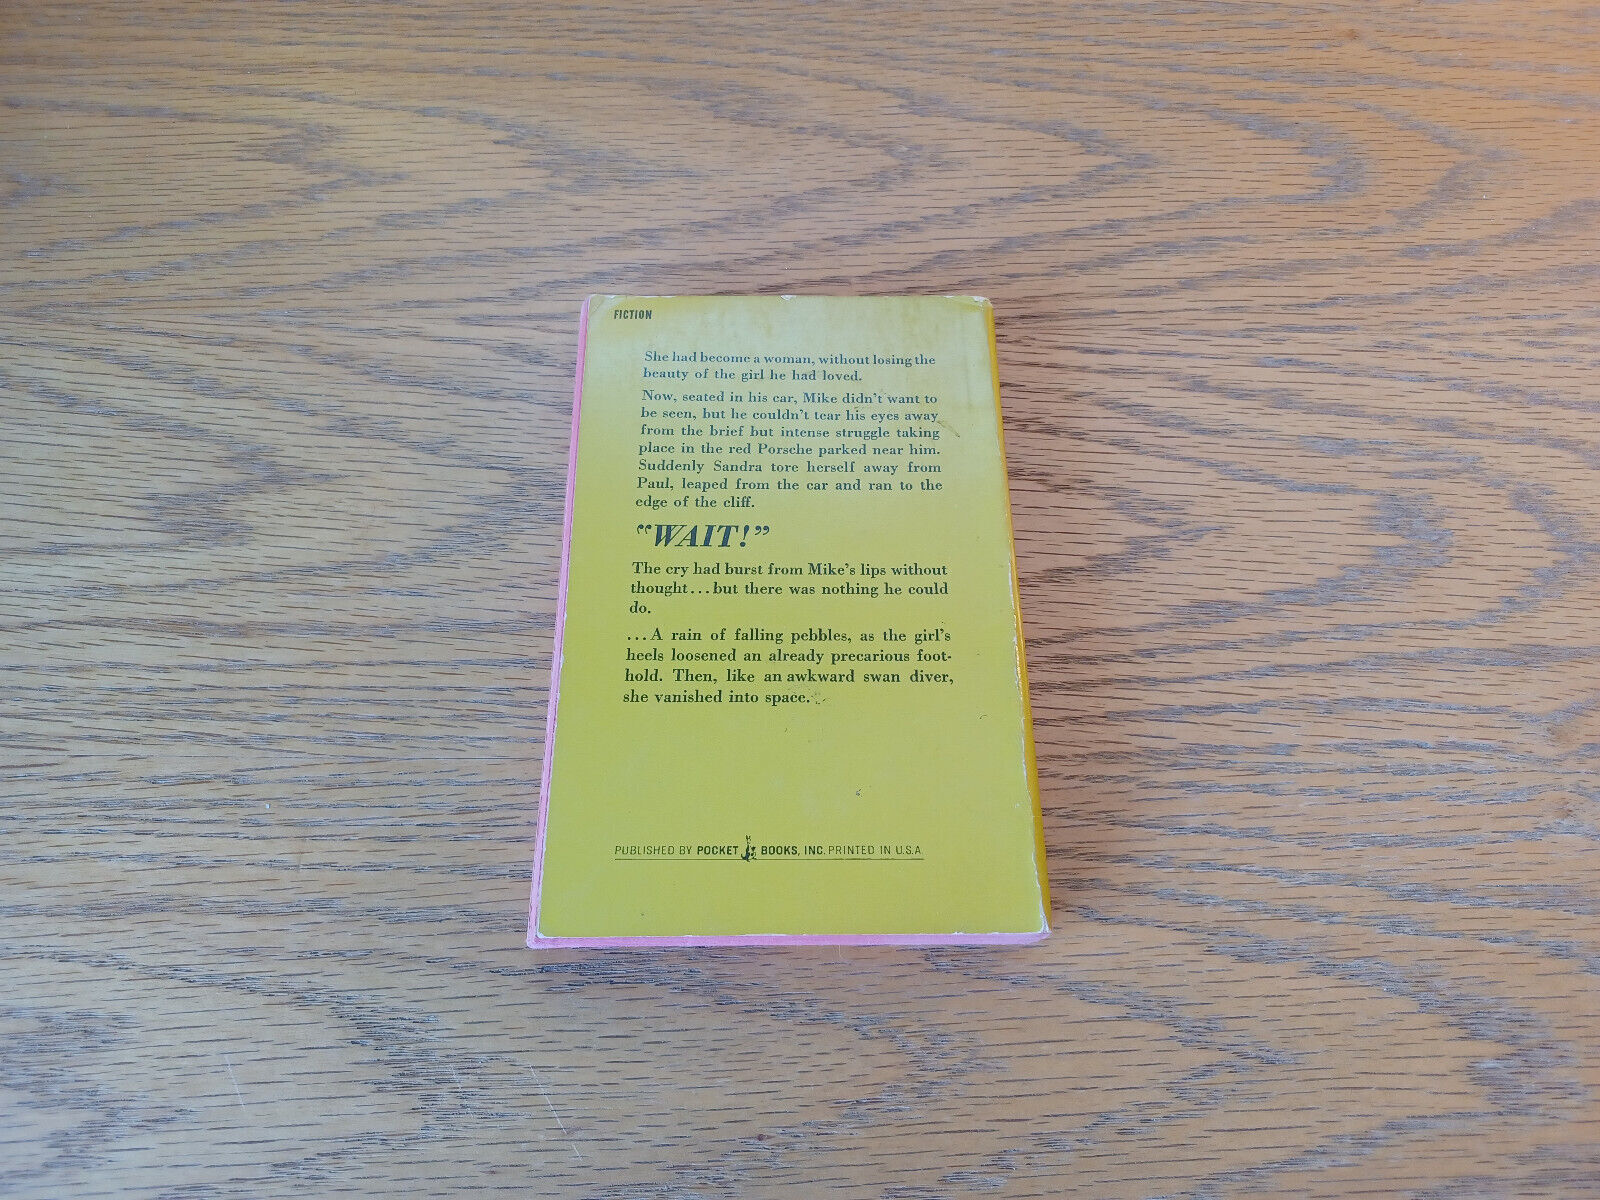 FICTION
She had become a woman, without losing the
beauty of the girl he had loved.
Now, seated in his car, Mike didn't want to
be seen, but he couldn't tear his eyes away
from the brief but intense struggle taking
place in the red Porsche parked near him.
Suddenly Sandra tore herself away from
Paul, leaped from the car and ran to the
edge of the cliff.
“WAIT!”
The cry had burst from Mike's lips without
thought...but there was nothing he could
do.
...A rain of falling pebbles, as the girl's
heels loosened an already precarious foot-
hold. Then, like an awkward swan diver,
she vanished into space.
PUBLISHED BY POCKET BOOKS, INC. PRINTED IN U.S.A